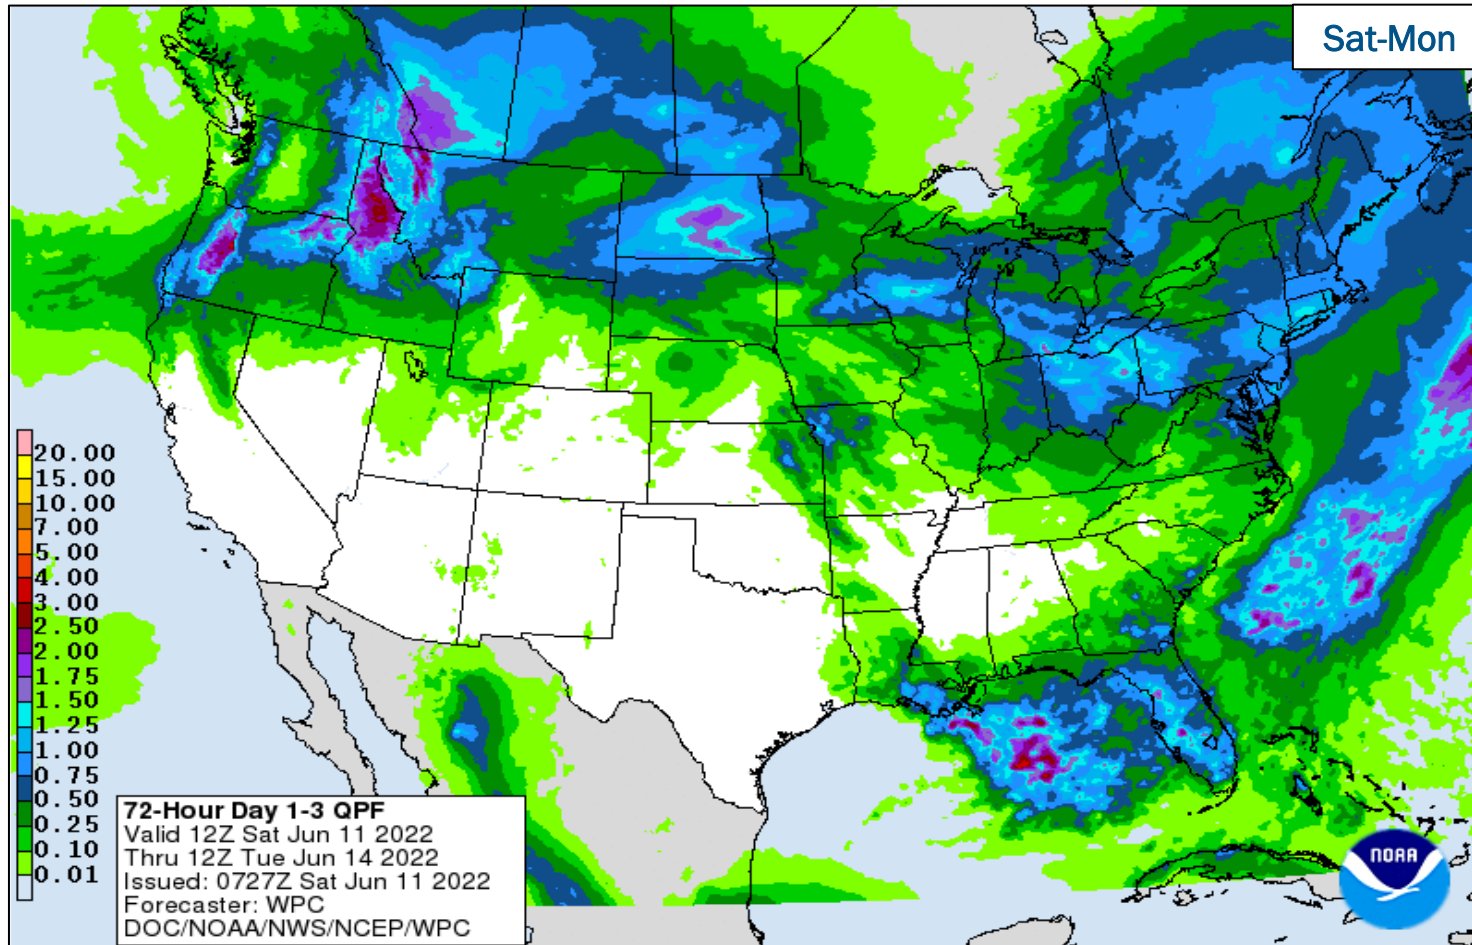 Sat-Mon
20.00
15.00
10.00
7.00
5.00
4.00
3.00
2.50
2.00
1.75
1.50
1.25
1.00
0.75
0.50
0.25
0.10
0.01
72-Hour Day 1-3 QPF
Valid 12Z Sat Jun 11 2022
Thru 12Z Tue Jun 14 2022
Issued: 0727Z Sat Jun 11 2022
Forecaster: WPC
DOC/NOAA/NWS/NCEP/WPC
NOAA